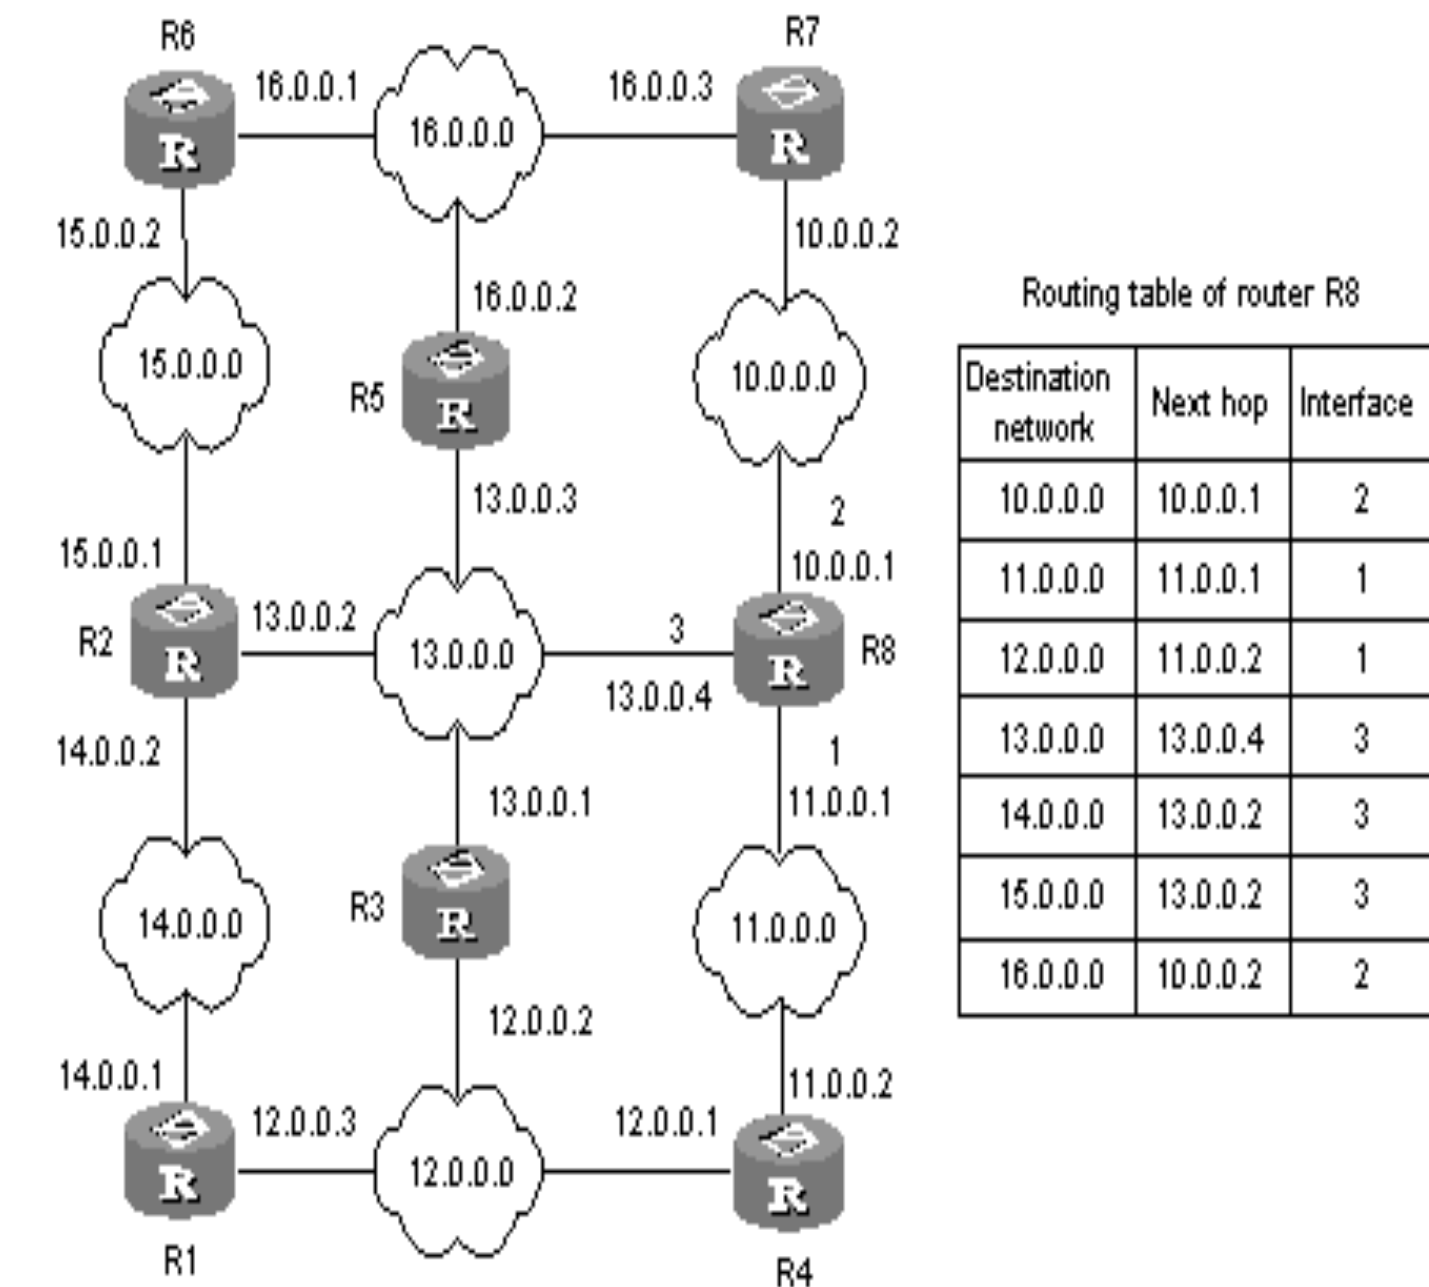 R6
R7
16.0.0.1
16.0.0.3
16.0.0.0
R
R
15.0.0.2
10.0.0.2
16.0.0.2
Routing table of router R8
15.0.0.0
10.0.0.0
R5
R
Destination network
Next hop
Interface
10.0.0.0 10.0.0.1 2
11.0.0.0 11.0.0.1 1
12.0.0.0 11.0.0.2 1
13.0.0.0 13.0.0.4 3
14.0.0.0 13.0.0.2 3
15.0.0.0 13.0.0.2 3
16.0.0.0 10.0.0.2 2
13.0.0.3
2
15.0.0.1
10.0.0.1
13.0.0.2
3
R2
R
13.0.0.0
R
R8
13.0.0.4
14.0.0.2
1
13.0.0.1
11.0.0.1
R3
R
14.0.0.0
11.0.0.0
12.0.0.2
14.0.0.1
11.0.0.2
12.0.0.3
12.0.0.1
R
12.0.0.0
R
R1
R4